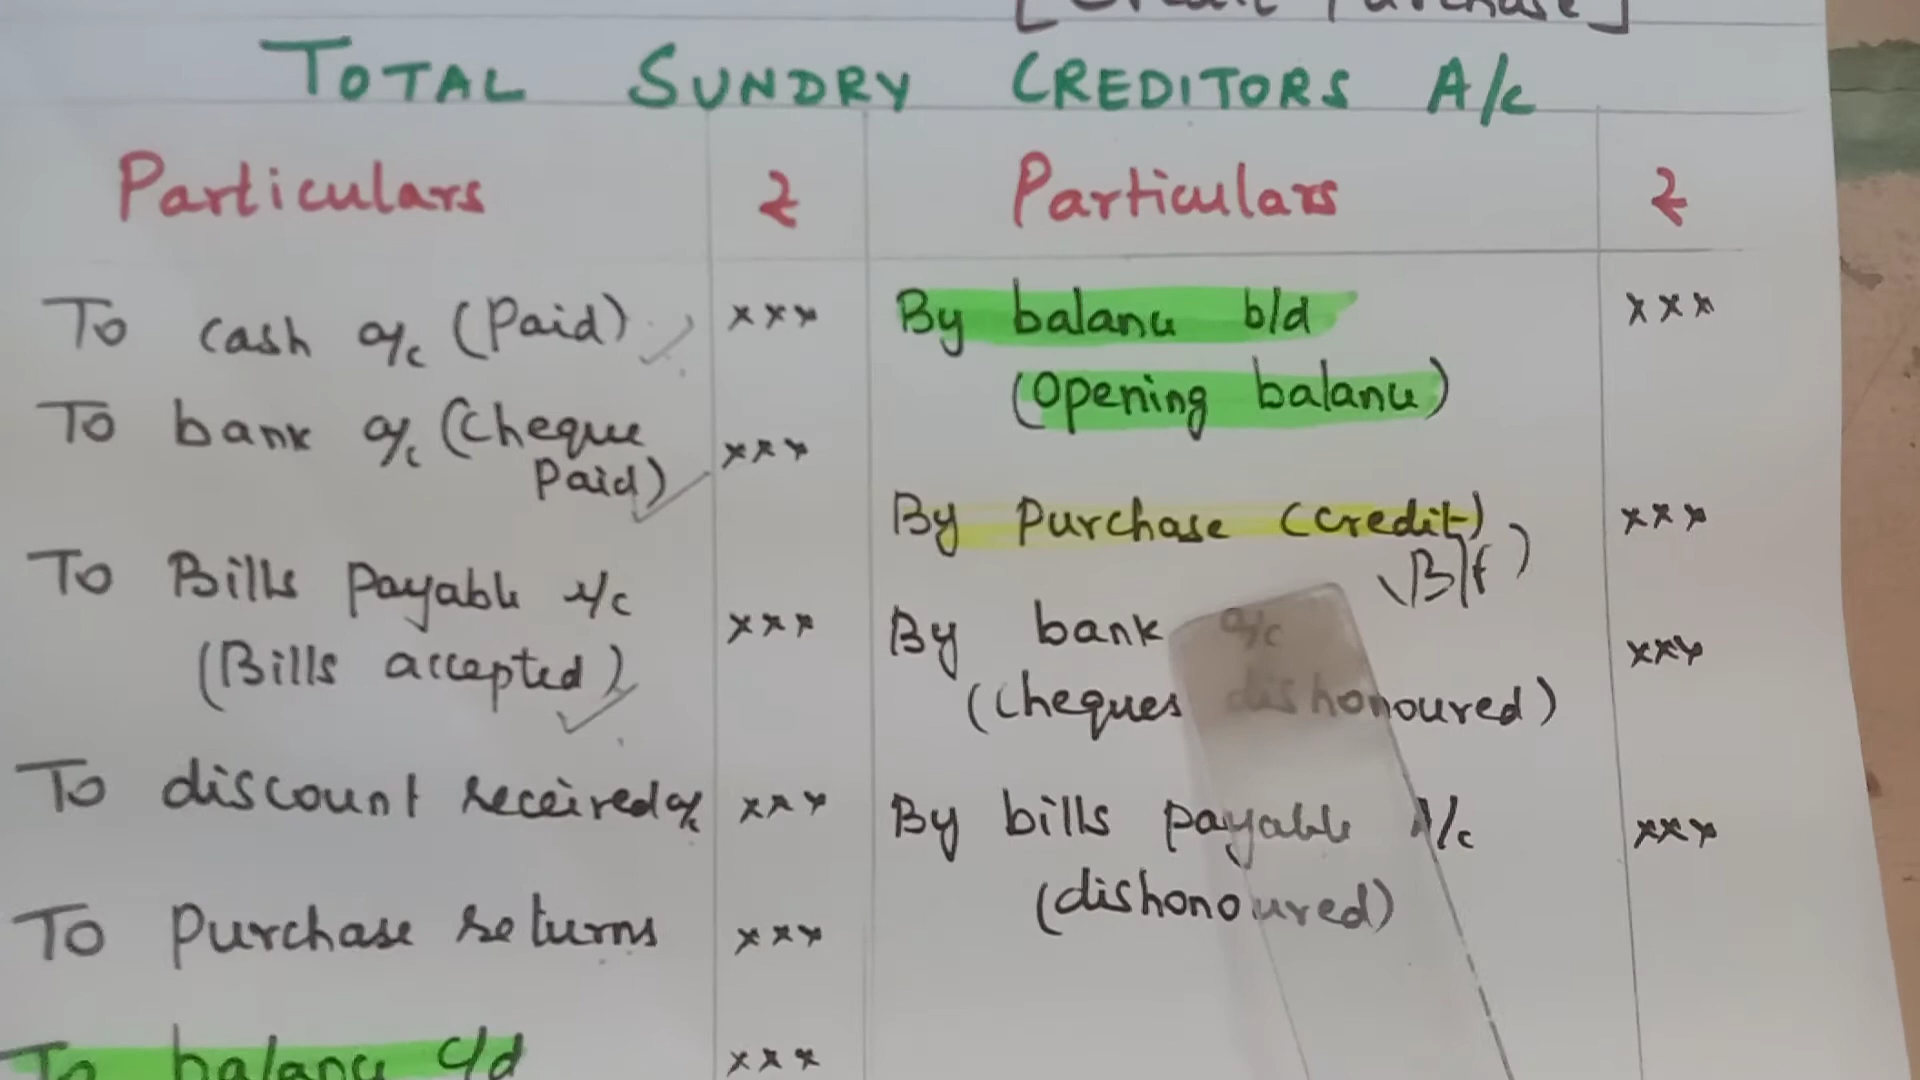 [Credit Purchase]
TOTAL SUNDRY CREDITORS A/c
Particulars ₹ Particulars ₹
To cash a/c (Paid) xxx By balance b/d xxx
(Opening balance)
To bank a/c (Cheque xxx
Paid)
By Purchase (credit) xxx
(B/f)
To Bills Payable a/c xxx By bank a/c xxx
(Bills accepted) (cheques dishonoured)
To discount received a/c xxx By bills payable A/c xxx
(dishonoured)
To Purchase returns xxx
To balance c/d xxx